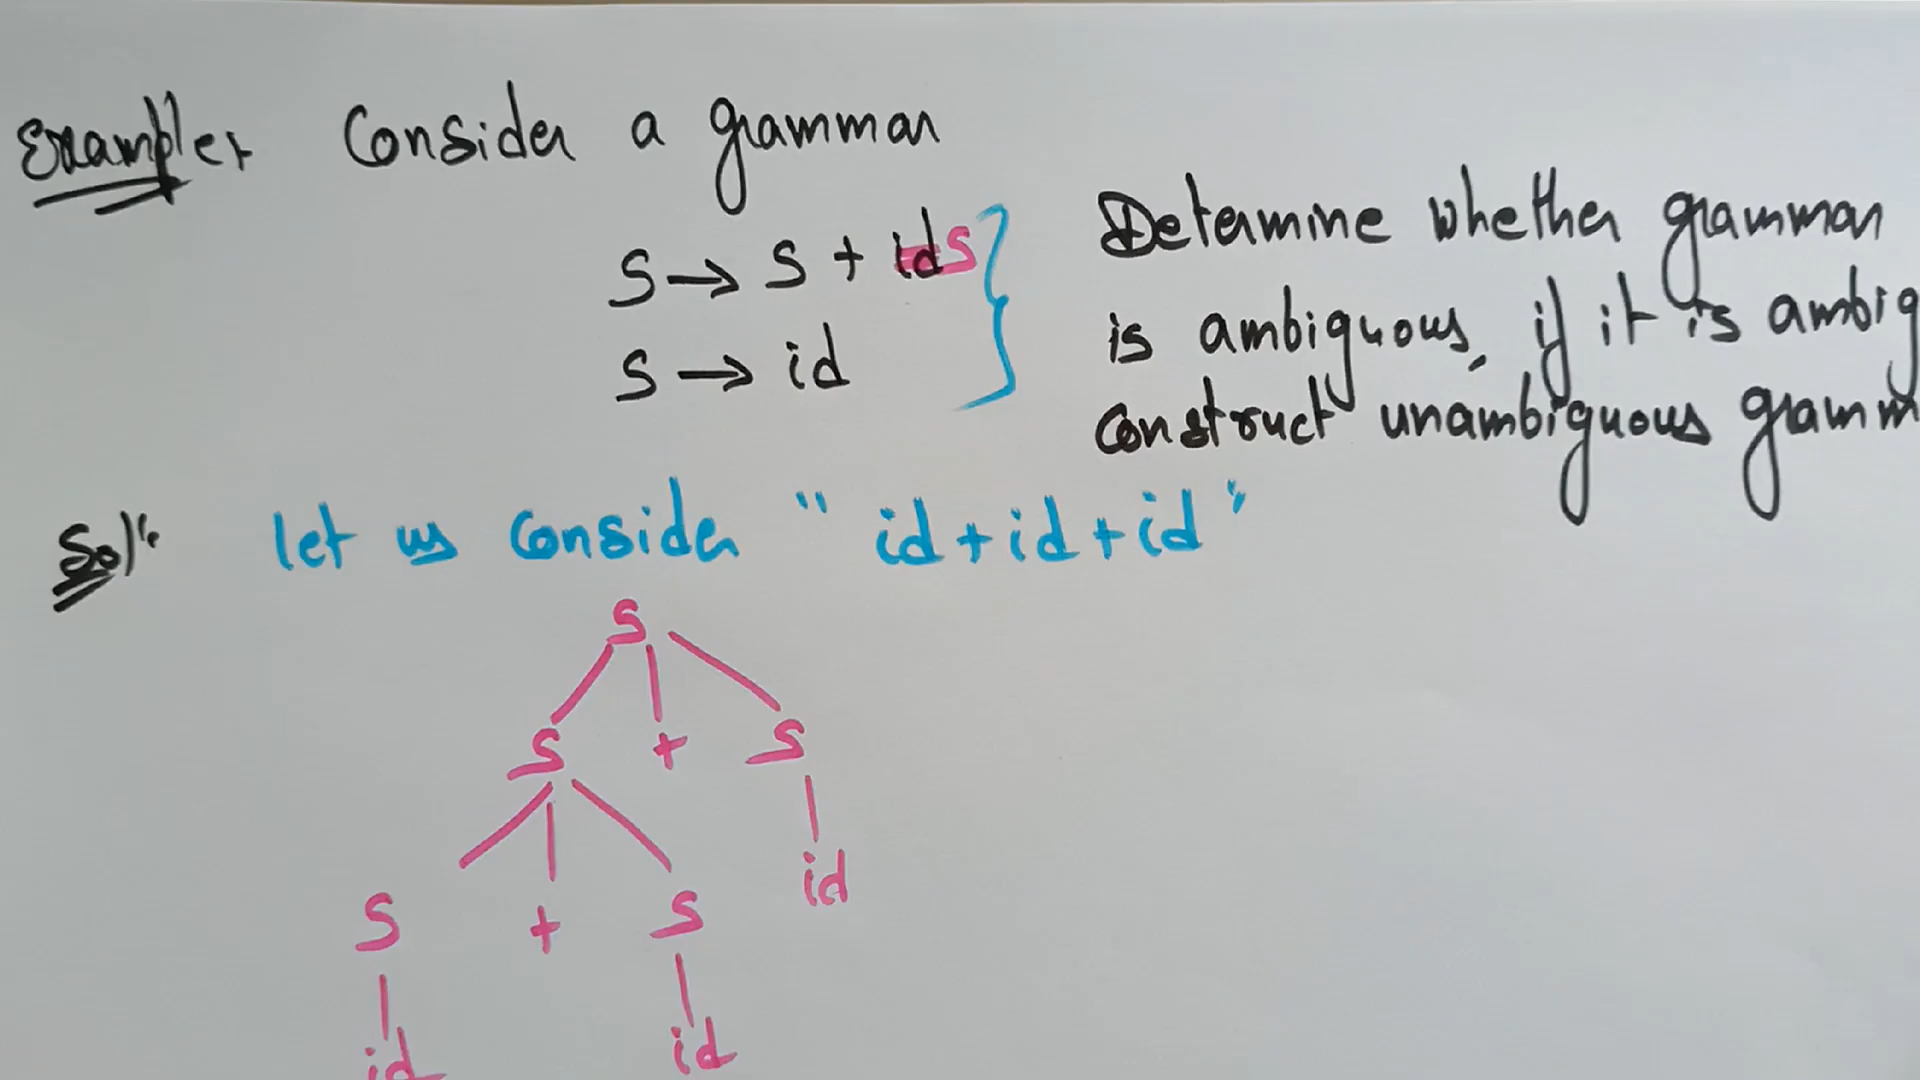 Example:  Consider a grammar
S → S + S
S → id
Determine whether grammar
is ambiguous, if it is ambig
construct unambiguous gramm
Sol:  let us consider " id+id+id "
S
S + S
id
S + S
id id